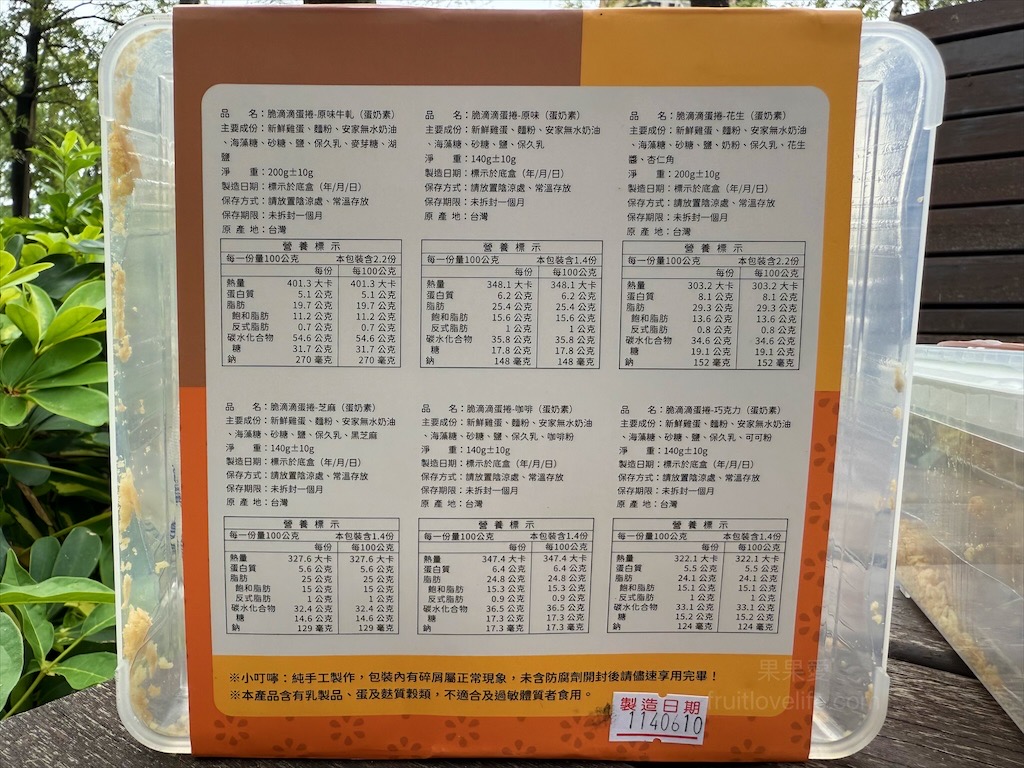 品　名：脆滴滴蛋捲-原味牛軋（蛋奶素）
主要成份：新鮮雞蛋、麵粉、安家無水奶油
、海藻糖、砂糖、鹽、保久乳、麥芽糖、湖
鹽
淨　重：200g±10g
製造日期：標示於底盒（年/月/日）
保存方式：請放置陰涼處、常溫存放
保存期限：未拆封一個月
原 產 地：台灣
營養標示
每一份量100公克　本包裝含2.2份
每份　每100公克
熱量　401.3 大卡　401.3 大卡
蛋白質　5.1 公克　5.1 公克
脂肪　19.7 公克　19.7 公克
飽和脂肪　11.2 公克　11.2 公克
反式脂肪　0.7 公克　0.7 公克
碳水化合物　54.6 公克　54.6 公克
糖　31.7 公克　31.7 公克
鈉　270 毫克　270 毫克
品　名：脆滴滴蛋捲-原味（蛋奶素）
主要成份：新鮮雞蛋、麵粉、安家無水奶油
、海藻糖、砂糖、鹽、保久乳
淨　重：140g±10g
製造日期：標示於底盒（年/月/日）
保存方式：請放置陰涼處、常溫存放
保存期限：未拆封一個月
原 產 地：台灣
營養標示
每一份量100公克　本包裝含1.4份
每份　每100公克
熱量　348.1 大卡　348.1 大卡
蛋白質　6.2 公克　6.2 公克
脂肪　25.4 公克　25.4 公克
飽和脂肪　15.6 公克　15.6 公克
反式脂肪　1 公克　1 公克
碳水化合物　35.8 公克　35.8 公克
糖　17.8 公克　17.8 公克
鈉　148 毫克　148 毫克
品　名：脆滴滴蛋捲-花生（蛋奶素）
主要成份：新鮮雞蛋、麵粉、安家無水奶油
、海藻糖、砂糖、鹽、奶粉、保久乳、花生
醬、杏仁角
淨　重：200g±10g
製造日期：標示於底盒（年/月/日）
保存方式：請放置陰涼處、常溫存放
保存期限：未拆封一個月
原 產 地：台灣
營養標示
每一份量100公克　本包裝含2.2份
每份　每100公克
熱量　303.2 大卡　303.2 大卡
蛋白質　8.1 公克　8.1 公克
脂肪　29.3 公克　29.3 公克
飽和脂肪　13.6 公克　13.6 公克
反式脂肪　0.8 公克　0.8 公克
碳水化合物　34.6 公克　34.6 公克
糖　19.1 公克　19.1 公克
鈉　152 毫克　152 毫克
品　名：脆滴滴蛋捲-芝麻（蛋奶素）
主要成份：新鮮雞蛋、麵粉、安家無水奶油
、海藻糖、砂糖、鹽、保久乳、黑芝麻
淨　重：140g±10g
製造日期：標示於底盒（年/月/日）
保存方式：請放置陰涼處、常溫存放
保存期限：未拆封一個月
原 產 地：台灣
營養標示
每一份量100公克　本包裝含1.4份
每份　每100公克
熱量　327.6 大卡　327.6 大卡
蛋白質　5.6 公克　5.6 公克
脂肪　25 公克　25 公克
飽和脂肪　15 公克　15 公克
反式脂肪　1 公克　1 公克
碳水化合物　32.4 公克　32.4 公克
糖　14.6 公克　14.6 公克
鈉　129 毫克　129 毫克
品　名：脆滴滴蛋捲-咖啡（蛋奶素）
主要成份：新鮮雞蛋、麵粉、安家無水奶油
、海藻糖、砂糖、鹽、保久乳、咖啡粉
淨　重：140g±10g
製造日期：標示於底盒（年/月/日）
保存方式：請放置陰涼處、常溫存放
保存期限：未拆封一個月
原 產 地：台灣
營養標示
每一份量100公克　本包裝含1.4份
每份　每100公克
熱量　347.4 大卡　347.4 大卡
蛋白質　6.4 公克　6.4 公克
脂肪　24.8 公克　24.8 公克
飽和脂肪　15.3 公克　15.3 公克
反式脂肪　0.9 公克　0.9 公克
碳水化合物　36.5 公克　36.5 公克
糖　17.3 公克　17.3 公克
鈉　17.3 毫克　17.3 毫克
品　名：脆滴滴蛋捲-巧克力（蛋奶素）
主要成份：新鮮雞蛋、麵粉、安家無水奶油
、海藻糖、砂糖、鹽、保久乳、可可粉
淨　重：140g±10g
製造日期：標示於底盒（年/月/日）
保存方式：請放置陰涼處、常溫存放
保存期限：未拆封一個月
原 產 地：台灣
營養標示
每一份量100公克　本包裝含1.4份
每份　每100公克
熱量　322.1 大卡　322.1 大卡
蛋白質　5.5 公克　5.5 公克
脂肪　24.1 公克　24.1 公克
飽和脂肪　15.1 公克　15.1 公克
反式脂肪　1 公克　1 公克
碳水化合物　33.1 公克　33.1 公克
糖　15.2 公克　15.2 公克
鈉　124 毫克　124 毫克
※小叮嚀：純手工製作，包裝內有碎屑屬正常現象，未含防腐劑開封後請儘速享用完畢！
※本產品含有乳製品、蛋及麩質穀類，不適合及過敏體質者食用。
製造日期
1140610
果果愛
fruitlovelife.com